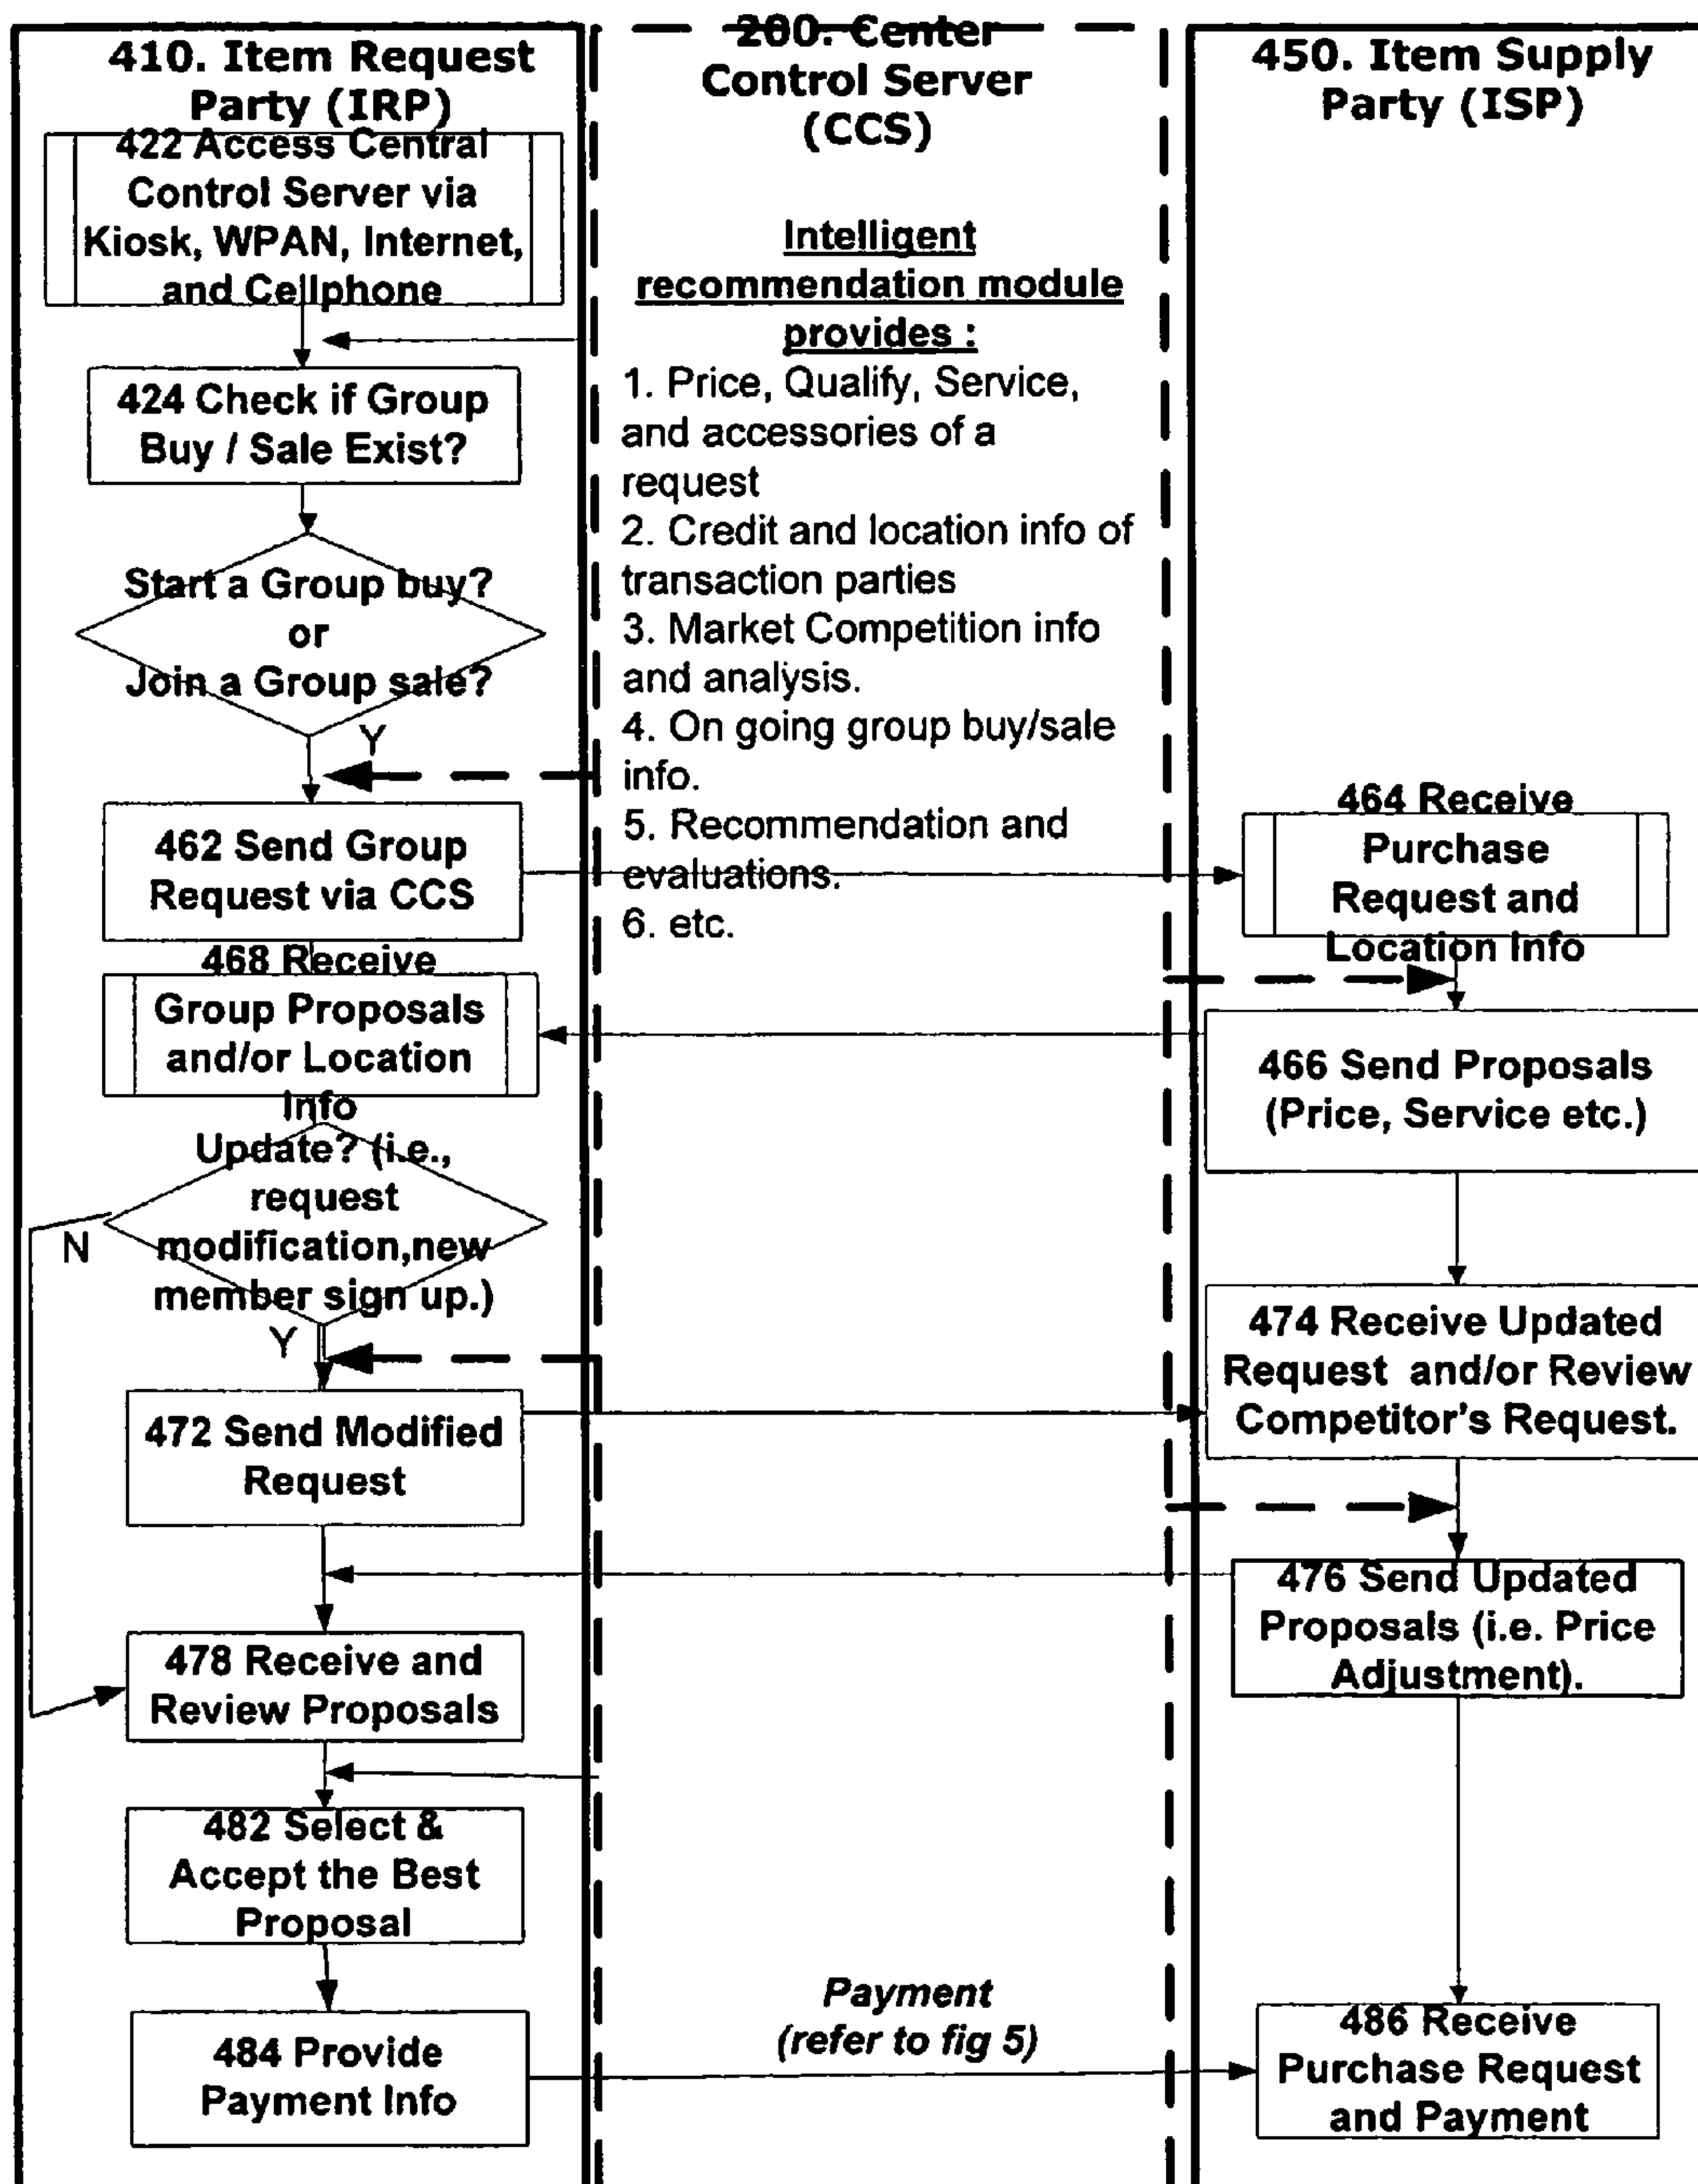 410. Item Request
Party (IRP)
422 Access Central
Control Server via
Kiosk, WPAN, Internet,
and Cellphone
424 Check if Group
Buy / Sale Exist?
Start a Group buy?
or
Join a Group sale?
Y
462 Send Group
Request via CCS
468 Receive
Group Proposals
and/or Location
Info
Update? (i.e.,
request
modification,new
member sign up.)
N
Y
472 Send Modified
Request
478 Receive and
Review Proposals
482 Select &
Accept the Best
Proposal
484 Provide
Payment Info
200. Center
Control Server
(CCS)
Intelligent
recommendation module
provides :
1. Price, Qualify, Service,
and accessories of a
request
2. Credit and location info of
transaction parties
3. Market Competition info
and analysis.
4. On going group buy/sale
info.
5. Recommendation and
evaluations.
6. etc.
Payment
(refer to fig 5)
450. Item Supply
Party (ISP)
464 Receive
Purchase
Request and
Location Info
466 Send Proposals
(Price, Service etc.)
474 Receive Updated
Request and/or Review
Competitor's Request.
476 Send Updated
Proposals (i.e. Price
Adjustment).
486 Receive
Purchase Request
and Payment